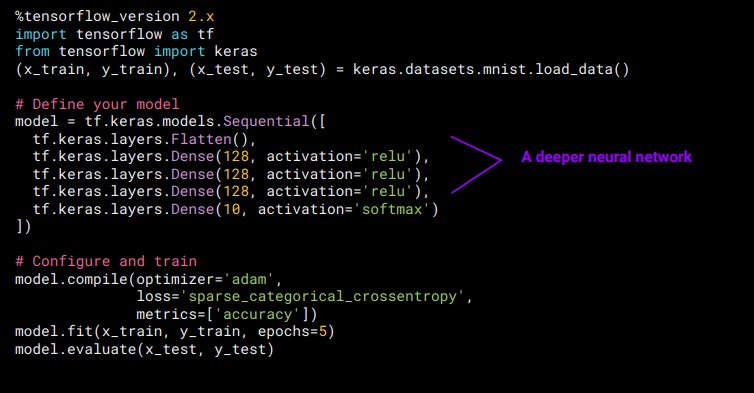 %tensorflow_version 2.x
import tensorflow as tf
from tensorflow import keras
(x_train, y_train), (x_test, y_test) = keras.datasets.mnist.load_data()

# Define your model
model = tf.keras.models.Sequential([
  tf.keras.layers.Flatten(),
  tf.keras.layers.Dense(128, activation='relu'),
  tf.keras.layers.Dense(128, activation='relu'),
  tf.keras.layers.Dense(128, activation='relu'),
  tf.keras.layers.Dense(10, activation='softmax')
])
A deeper neural network

# Configure and train
model.compile(optimizer='adam',
              loss='sparse_categorical_crossentropy',
              metrics=['accuracy'])
model.fit(x_train, y_train, epochs=5)
model.evaluate(x_test, y_test)